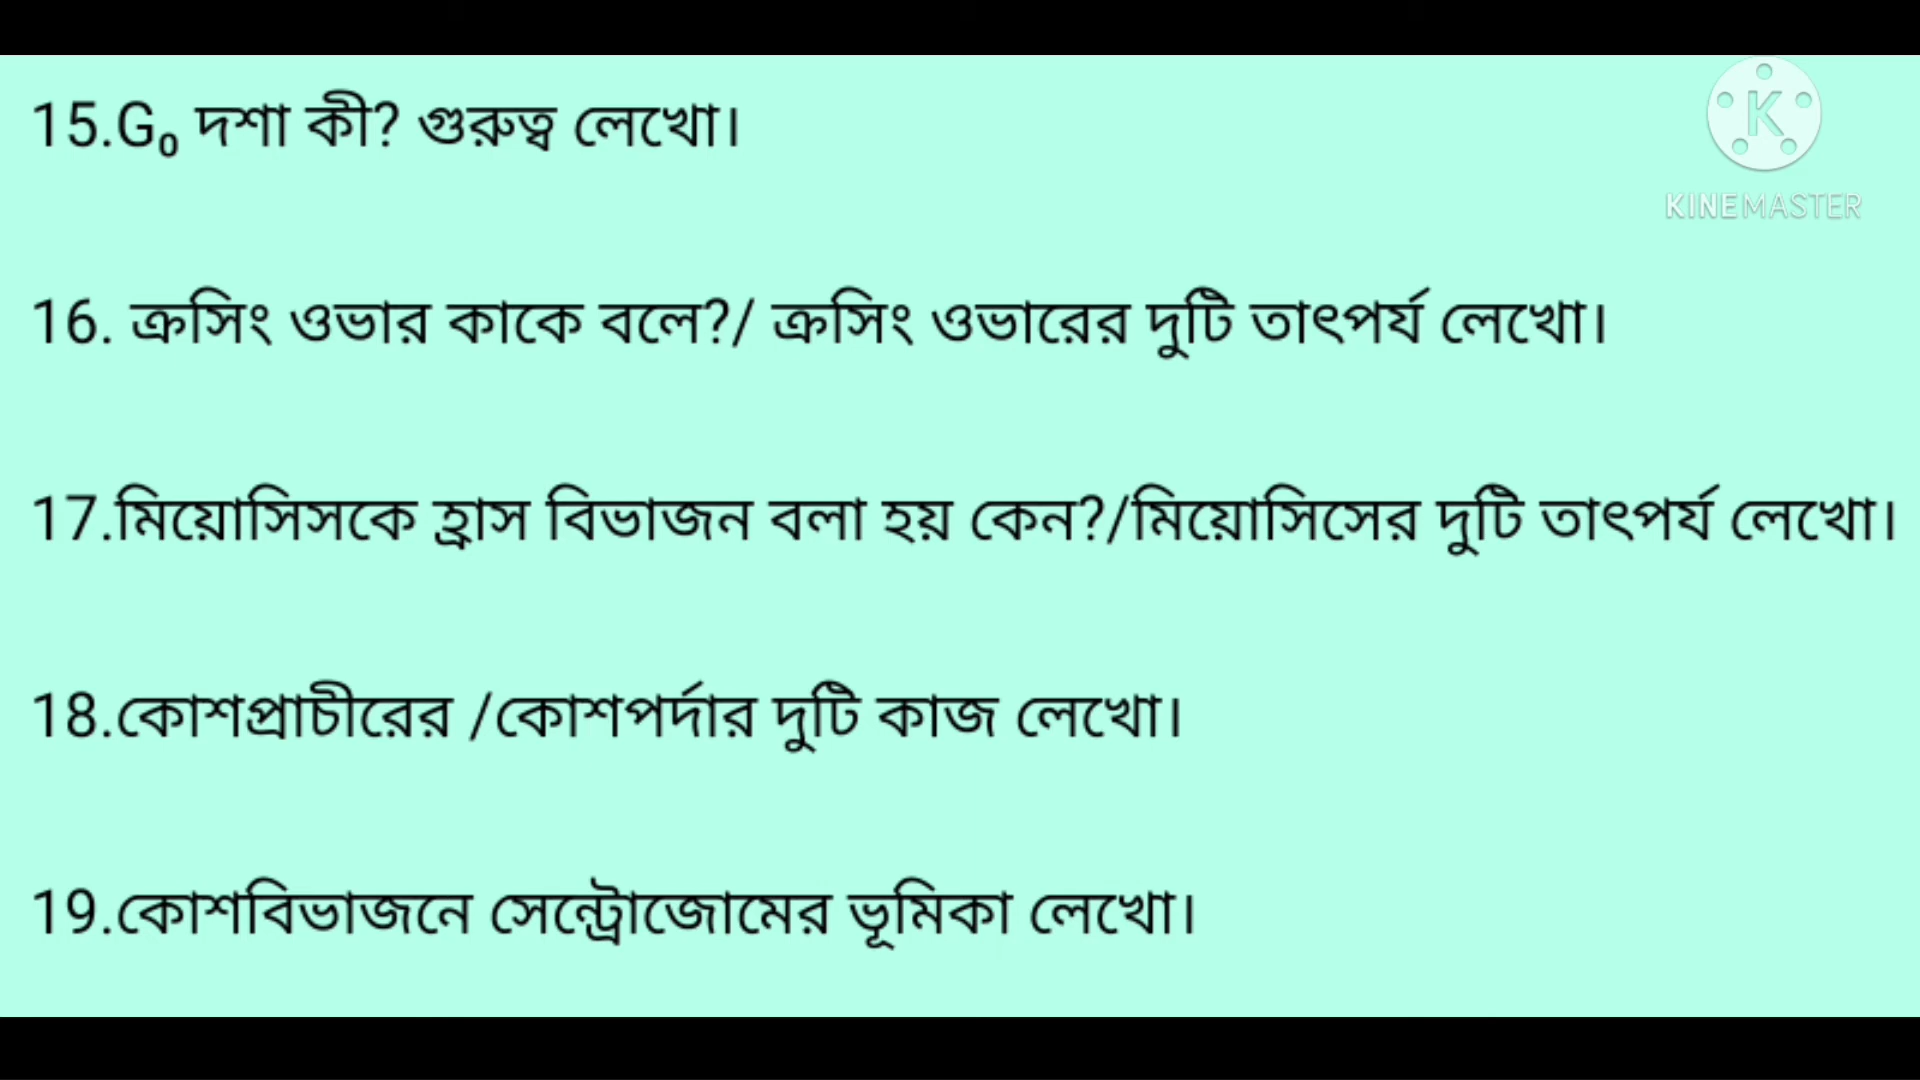 15.G₀ দশা কী? গুরুত্ব লেখো।
K
KINEMASTER
16. ক্রসিং ওভার কাকে বলে?/ ক্রসিং ওভারের দুটি তাৎপর্য লেখো।
17.মিয়োসিসকে হ্রাস বিভাজন বলা হয় কেন?/মিয়োসিসের দুটি তাৎপর্য লেখো।
18.কোশপ্রাচীরের /কোশপর্দার দুটি কাজ লেখো।
19.কোশবিভাজনে সেন্ট্রোজোমের ভূমিকা লেখো।